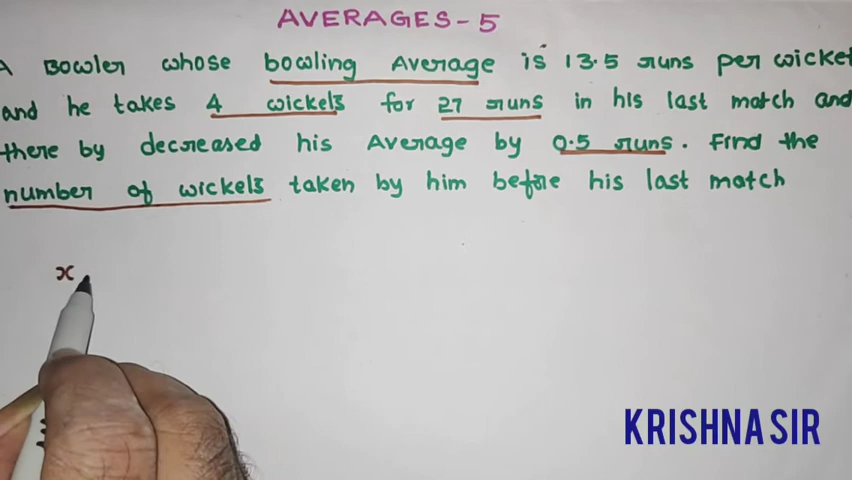 AVERAGES-5
A Bowler whose bowling Average is 13.5 runs per wicket
and he takes 4 wickets for 27 runs in his last match and
there by decreased his Average by 0.5 runs. Find the
number of wickets taken by him before his last match
x
KRISHNA SIR